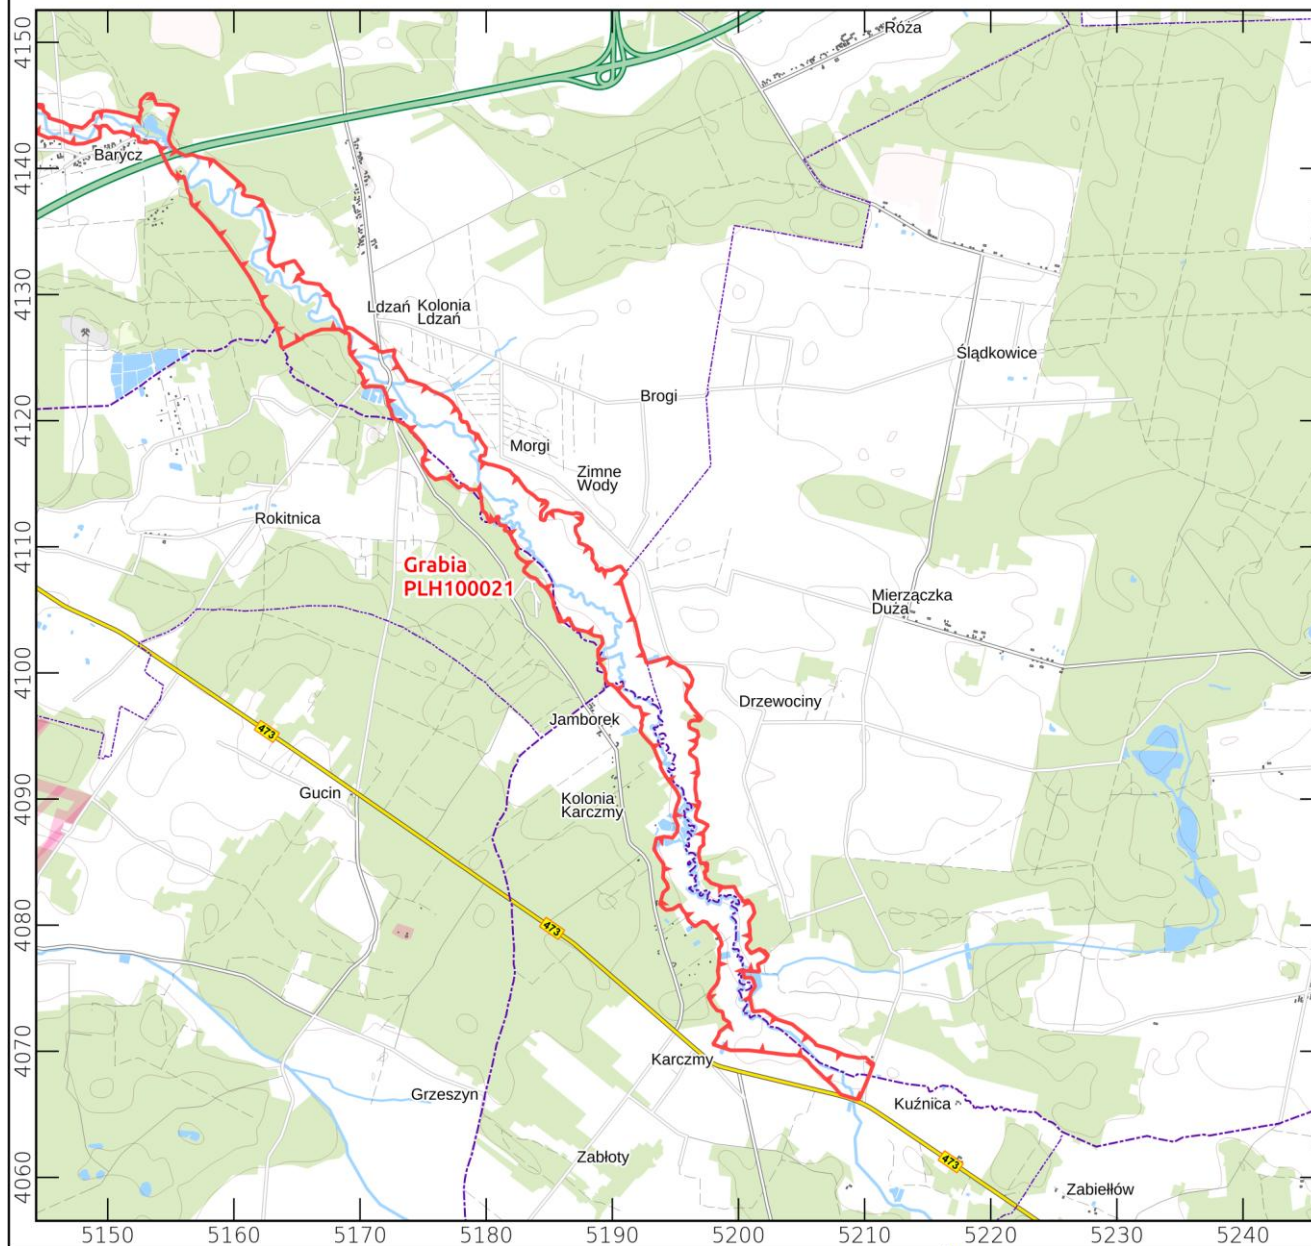 4150
4140
4130
4120
4110
4100
4090
4080
4070
4060
Róża
Barycz
Ldzań
Kolonia
Ldzań
Ślądkowice
Brogi
Morgi
Zimne
Wody
Rokitnica
Grabia
PLH100021
Mierzączka
Duża
Drzewociny
Jamborek
473
Gucin
Kolonia
Karczmy
473
Karczmy
Grzeszyn
Kuźnica
Zabłoty
473
Zabiełłów
5150
5160
5170
5180
5190
5200
5210
5220
5230
5240